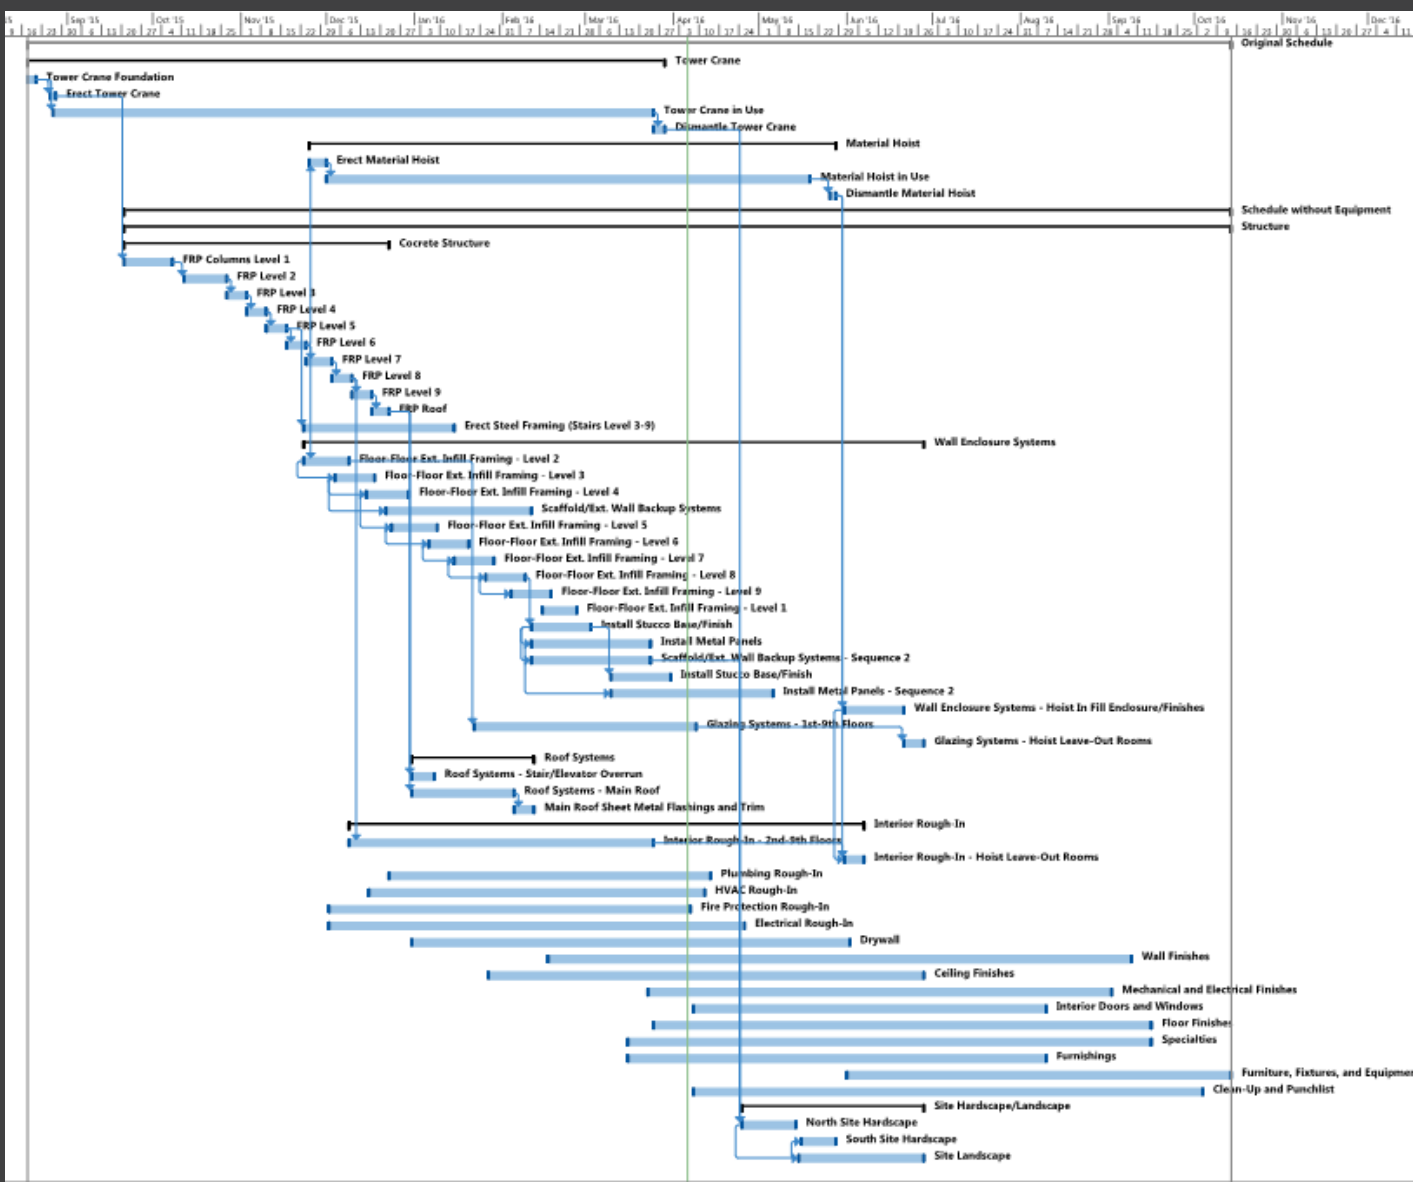 15 Sep '15 Oct '15 Nov '15 Dec '15 Jan '16 Feb '16 Mar '16 Apr '16 May '16 Jun '16 Jul '16 Aug '16 Sep '16 Oct '16 Nov '16 Dec '16
Original Schedule
Tower Crane
Tower Crane Foundation
Erect Tower Crane
Tower Crane in Use
Dismantle Tower Crane
Material Hoist
Erect Material Hoist
Material Hoist in Use
Dismantle Material Hoist
Schedule without Equipment
Structure
Cocrete Structure
FRP Columns Level 1
FRP Level 2
FRP Level 3
FRP Level 4
FRP Level 5
FRP Level 6
FRP Level 7
FRP Level 8
FRP Level 9
FRP Roof
Erect Steel Framing (Stairs Level 3-9)
Wall Enclosure Systems
Floor-Floor Ext. Infill Framing - Level 2
Floor-Floor Ext. Infill Framing - Level 3
Floor-Floor Ext. Infill Framing - Level 4
Scaffold/Ext. Wall Backup Systems
Floor-Floor Ext. Infill Framing - Level 5
Floor-Floor Ext. Infill Framing - Level 6
Floor-Floor Ext. Infill Framing - Level 7
Floor-Floor Ext. Infill Framing - Level 8
Floor-Floor Ext. Infill Framing - Level 9
Floor-Floor Ext. Infill Framing - Level 1
Install Stucco Base/Finish
Install Metal Panels
Scaffold/Ext. Wall Backup Systems - Sequence 2
Install Stucco Base/Finish
Install Metal Panels - Sequence 2
Wall Enclosure Systems - Hoist In Fill Enclosure/Finishes
Glazing Systems - 1st-9th Floors
Glazing Systems - Hoist Leave-Out Rooms
Roof Systems
Roof Systems - Stair/Elevator Overrun
Roof Systems - Main Roof
Main Roof Sheet Metal Flashings and Trim
Interior Rough-In
Interior Rough-In - 2nd-9th Floors
Interior Rough-In - Hoist Leave-Out Rooms
Plumbing Rough-In
HVAC Rough-In
Fire Protection Rough-In
Electrical Rough-In
Drywall
Wall Finishes
Ceiling Finishes
Mechanical and Electrical Finishes
Interior Doors and Windows
Floor Finishes
Specialties
Furnishings
Furniture, Fixtures, and Equipmen
Clean-Up and Punchlist
Site Hardscape/Landscape
North Site Hardscape
South Site Hardscape
Site Landscape